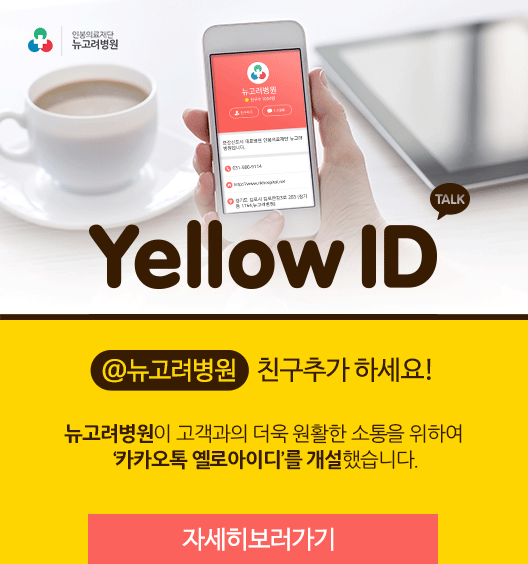 인봉의료재단
뉴고려병원
뉴고려병원
031-980-9114
TALK
Yellow ID
@뉴고려병원 친구추가 하세요!
뉴고려병원이 고객과의 더욱 원활한 소통을 위하여
‘카카오톡 옐로아이디’를 개설했습니다.
자세히보러가기